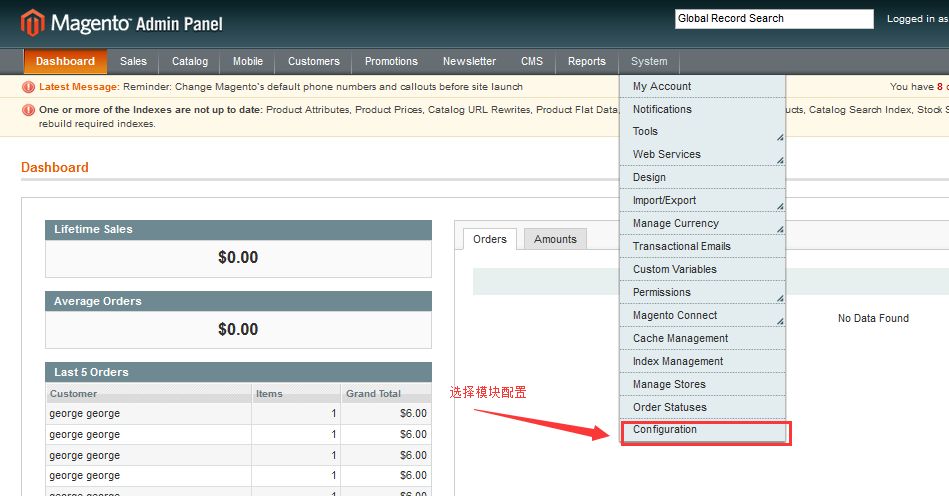 Magento™ Admin Panel
Global Record Search
Logged in as
Dashboard Sales Catalog Mobile Customers Promotions Newsletter CMS Reports System
Latest Message: Reminder: Change Magento's default phone numbers and callouts before site launch
You have 8
One or more of the Indexes are not up to date: Product Attributes, Product Prices, Catalog URL Rewrites, Product Flat Data, Catalog Search Index, Stock
rebuild required indexes.
My Account
Notifications
Tools
Web Services
Design
Import/Export
Manage Currency
Transactional Emails
Custom Variables
Permissions
Magento Connect
Cache Management
Index Management
Manage Stores
Order Statuses
Configuration
Dashboard
Lifetime Sales
$0.00
Average Orders
$0.00
Last 5 Orders
Customer Items Grand Total
george george 1 $6.00
george george 1 $6.00
george george 1 $6.00
george george 1 $6.00
Orders Amounts
No Data Found
选择模块配置